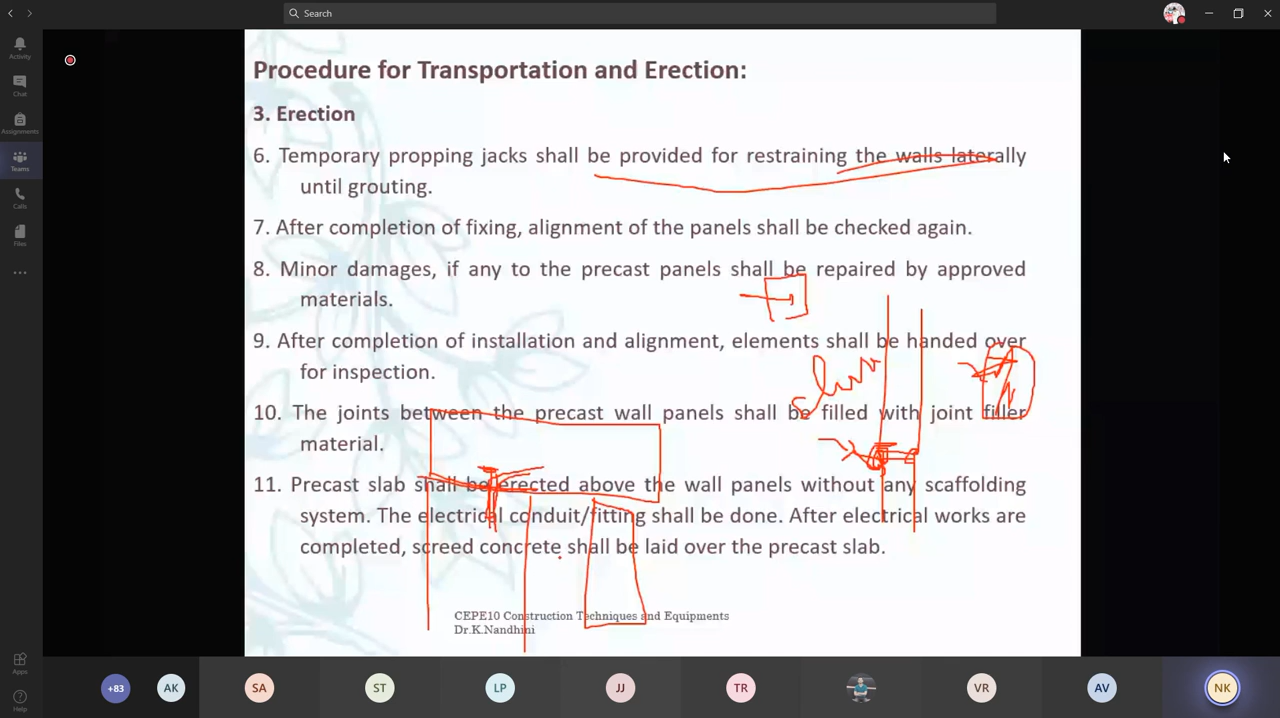 Search
Activity
Chat
Assignments
Teams
Calls
Files
Apps
Help
Procedure for Transportation and Erection:
3. Erection
6. Temporary propping jacks shall be provided for restraining the walls laterally
until grouting.
7. After completion of fixing, alignment of the panels shall be checked again.
8. Minor damages, if any to the precast panels shall be repaired by approved
materials.
9. After completion of installation and alignment, elements shall be handed over
for inspection.
10. The joints between the precast wall panels shall be filled with joint filler
material.
11. Precast slab shall be erected above the wall panels without any scaffolding
system. The electrical conduit/fitting shall be done. After electrical works are
completed, screed concrete shall be laid over the precast slab.
CEPE10 Construction Techniques and Equipments
Dr.K.Nandhini
+83 AK SA ST LP JJ TR VR AV NK